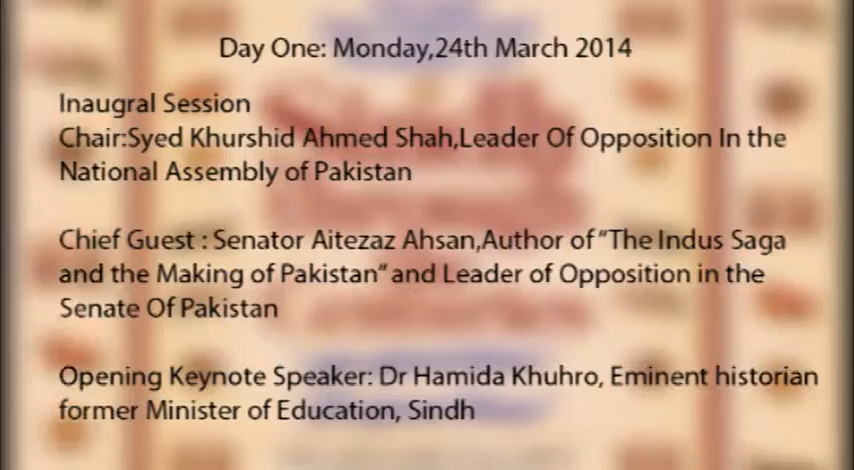 Day One: Monday,24th March 2014
Inaugral Session
Chair:Syed Khurshid Ahmed Shah,Leader Of Opposition In the
National Assembly of Pakistan
Chief Guest : Senator Aitezaz Ahsan,Author of “The Indus Saga
and the Making of Pakistan” and Leader of Opposition in the
Senate Of Pakistan
Opening Keynote Speaker: Dr Hamida Khuhro, Eminent historian
former Minister of Education, Sindh